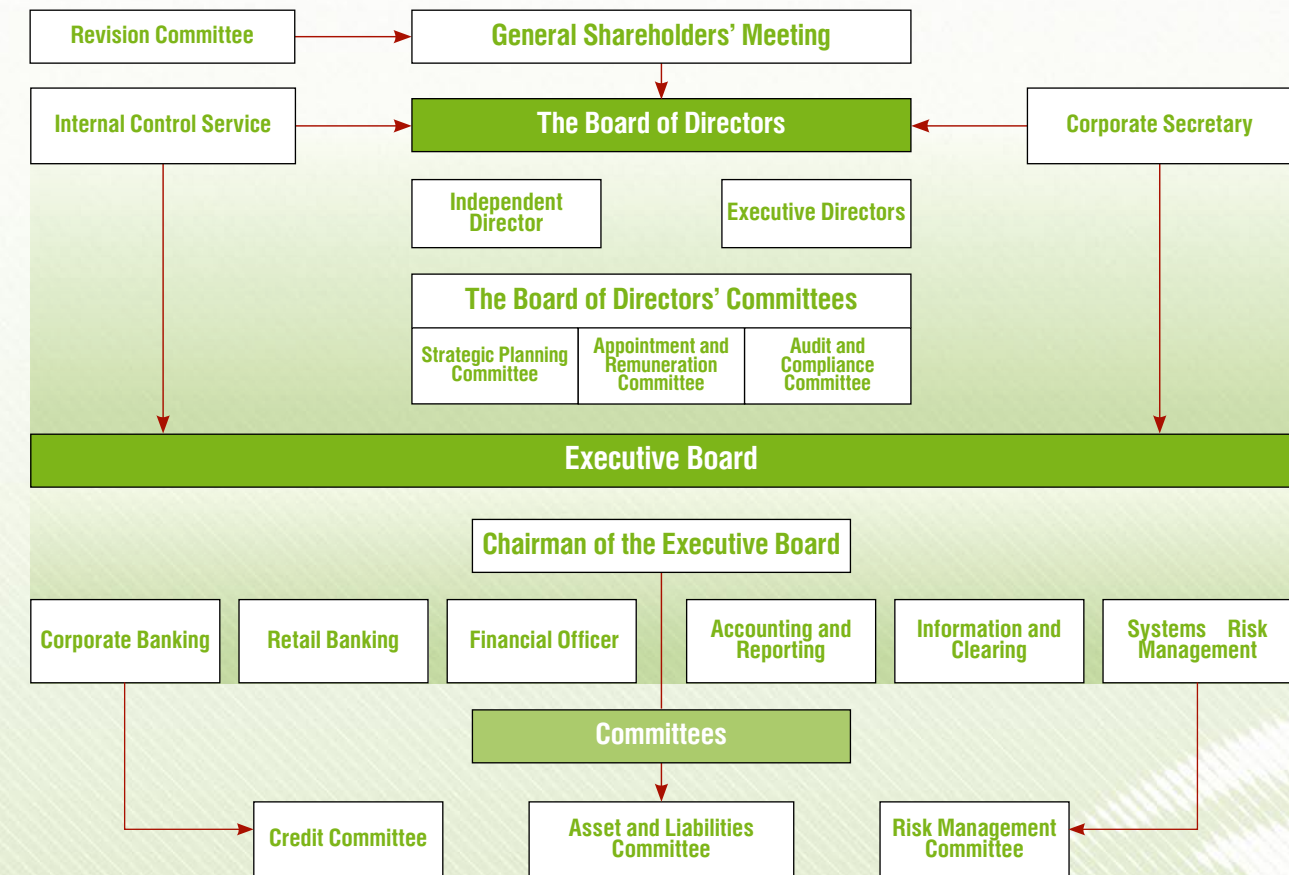 Revision Committee
General Shareholders’ Meeting
Internal Control Service
The Board of Directors
Corporate Secretary
Independent
Director
Executive Directors
The Board of Directors’ Committees
Strategic Planning
Committee
Appointment and
Remuneration
Committee
Audit and
Compliance
Committee
Executive Board
Chairman of the Executive Board
Corporate Banking
Retail Banking
Financial Officer
Accounting and
Reporting
Information and
Clearing
Systems Risk
Management
Committees
Credit Committee
Asset and Liabilities
Committee
Risk Management
Committee